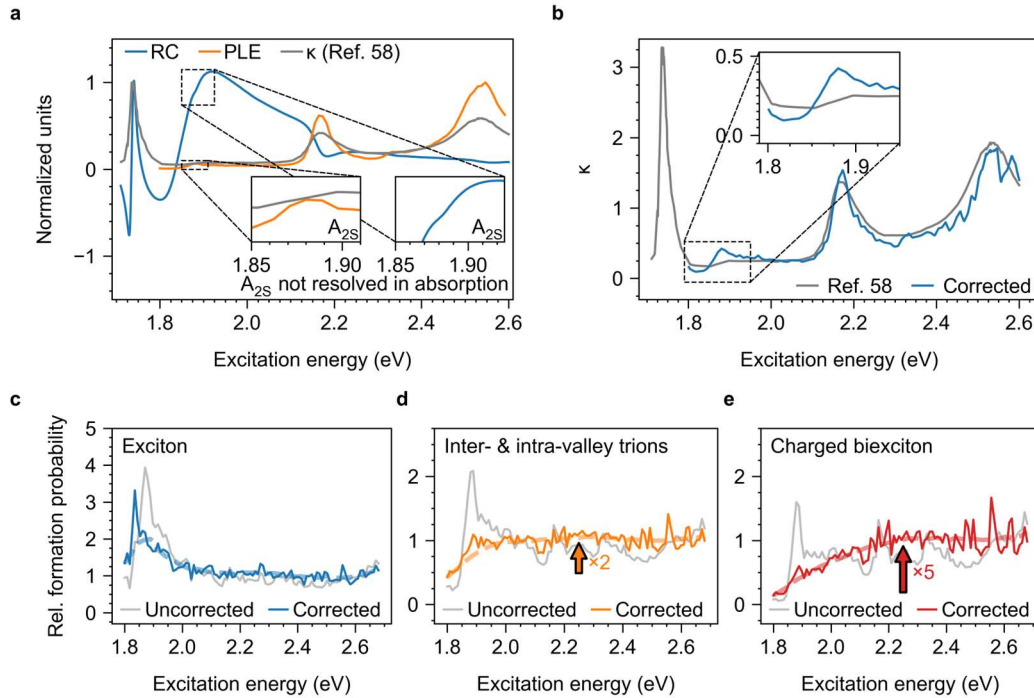 a
RC PLE κ (Ref. 58)
Normalized units
1
0
−1
A2S
1.85 1.90
A2S
1.85 1.90
A2S not resolved in absorption
1.8 2.0 2.2 2.4 2.6
Excitation energy (eV)
b
κ
3
2
1
0
0.5
0.0
1.8 1.9
Ref. 58 Corrected
1.8 2.0 2.2 2.4 2.6
Excitation energy (eV)
c
Rel. formation probability
5
4
3
2
1
0
Exciton
Uncorrected Corrected
1.8 2.0 2.2 2.4 2.6
Excitation energy (eV)
d
2
1
0
Inter- & intra-valley trions
×2
Uncorrected Corrected
1.8 2.0 2.2 2.4 2.6
Excitation energy (eV)
e
2
1
0
Charged biexciton
×5
Uncorrected Corrected
1.8 2.0 2.2 2.4 2.6
Excitation energy (eV)